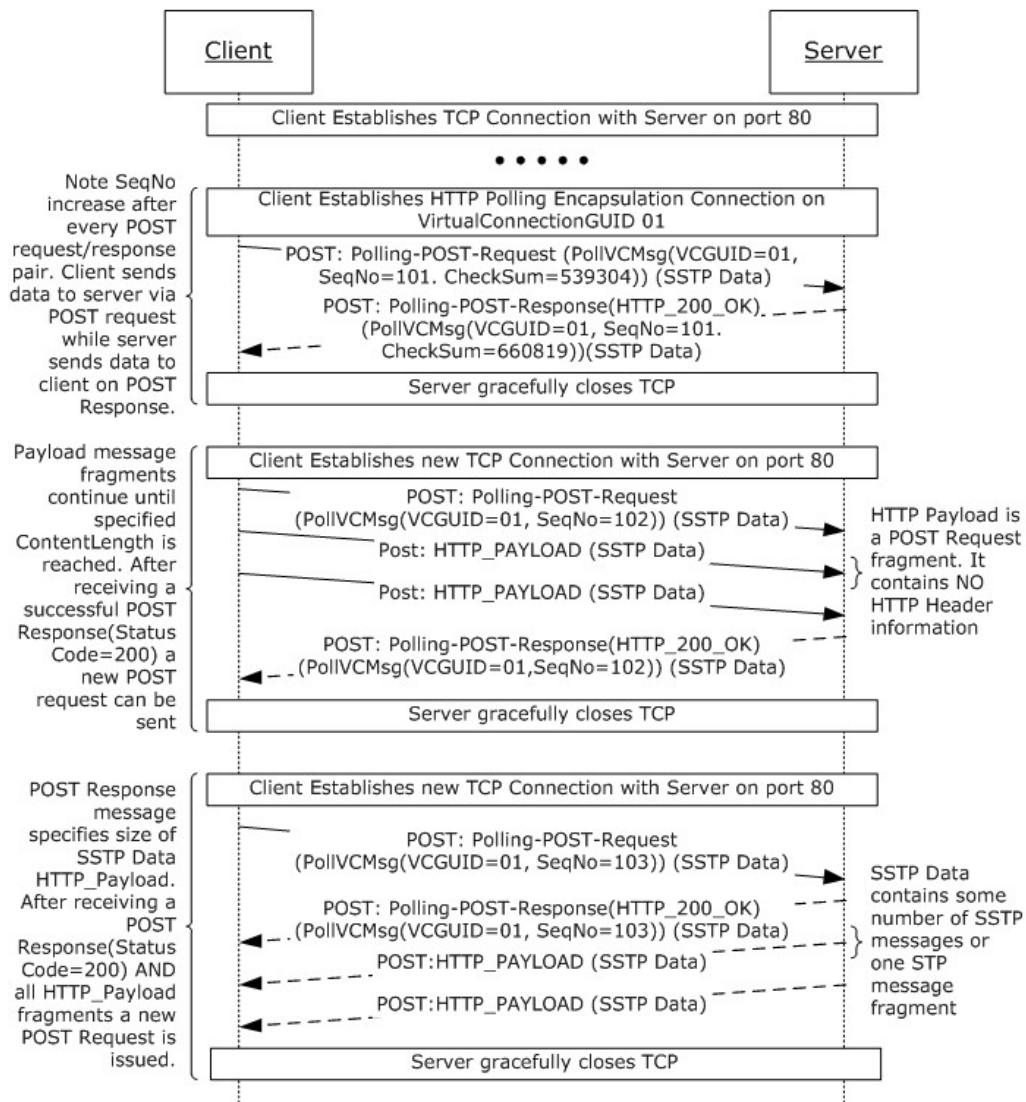 Client
Server
Client Establishes TCP Connection with Server on port 80
Note SeqNo
increase after
every POST
request/response
pair. Client sends
data to server via
POST request
while server
sends data to
client on POST
Response.
Client Establishes HTTP Polling Encapsulation Connection on
VirtualConnectionGUID 01
POST: Polling-POST-Request (PollVCMsg(VCGUID=01,
SeqNo=101. CheckSum=539304)) (SSTP Data)
POST: Polling-POST-Response(HTTP_200_OK)
(PollVCMsg(VCGUID=01, SeqNo=101.
CheckSum=660819))(SSTP Data)
Server gracefully closes TCP
Payload message
fragments
continue until
specified
ContentLength is
reached. After
receiving a
successful POST
Response(Status
Code=200) a
new POST
request can be
sent
Client Establishes new TCP Connection with Server on port 80
POST: Polling-POST-Request
(PollVCMsg(VCGUID=01, SeqNo=102)) (SSTP Data)
Post: HTTP_PAYLOAD (SSTP Data)
Post: HTTP_PAYLOAD (SSTP Data)
POST: Polling-POST-Response(HTTP_200_OK)
(PollVCMsg(VCGUID=01,SeqNo=102)) (SSTP Data)
HTTP Payload is
a POST Request
fragment. It
contains NO
HTTP Header
information
Server gracefully closes TCP
POST Response
message
specifies size of
SSTP Data
HTTP_Payload.
After receiving a
POST
Response(Status
Code=200) AND
all HTTP_Payload
fragments a new
POST Request is
issued.
Client Establishes new TCP Connection with Server on port 80
POST: Polling-POST-Request
(PollVCMsg(VCGUID=01, SeqNo=103)) (SSTP Data)
POST: Polling-POST-Response(HTTP_200_OK)
(PollVCMsg(VCGUID=01, SeqNo=103)) (SSTP Data)
POST:HTTP_PAYLOAD (SSTP Data)
POST:HTTP_PAYLOAD (SSTP Data)
SSTP Data
contains some
number of SSTP
messages or
one STP
message
fragment
Server gracefully closes TCP